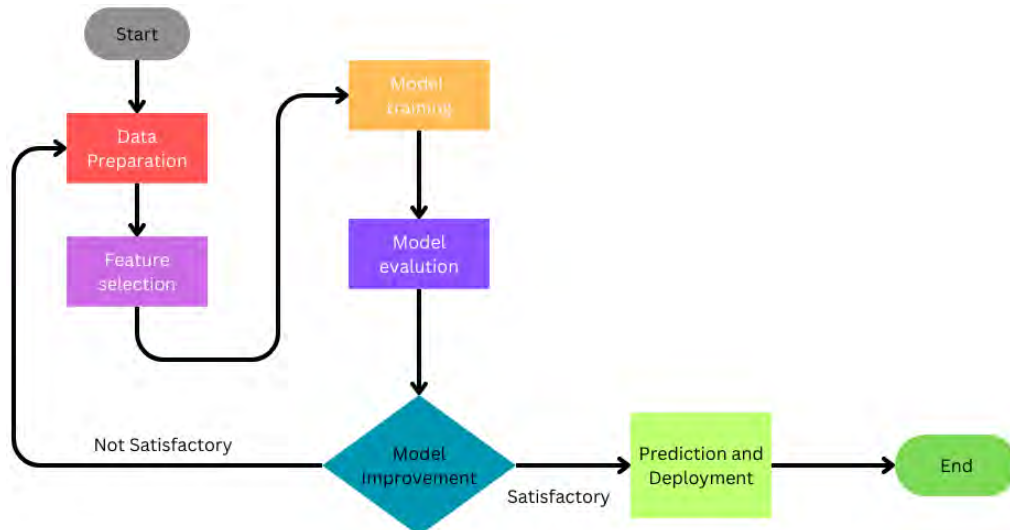 Start
Data
Preparation
Feature
selection
Model
training
Model
evalution
Model
Improvement
Not Satisfactory
Satisfactory
Prediction and
Deployment
End